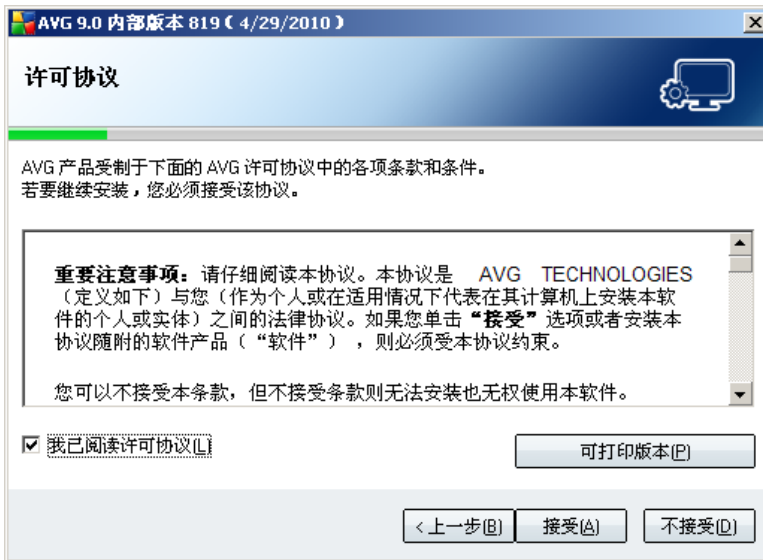 AVG 9.0 内部版本 819 ( 4/29/2010 )
许可协议
AVG 产品受制于下面的 AVG 许可协议中的各项条款和条件。
若要继续安装，您必须接受该协议。
重要注意事项：请仔细阅读本协议。本协议是 AVG TECHNOLOGIES
（定义如下）与您（作为个人或在适用情况下代表在其计算机上安装本软
件的个人或实体）之间的法律协议。如果您单击“接受”选项或者安装本
协议随附的软件产品（“软件”），则必须受本协议约束。
您可以不接受本条款，但不接受条款则无法安装也无权使用本软件。
我已阅读许可协议(L)
可打印版本(P)
<上一步(B)
接受(A)
不接受(D)